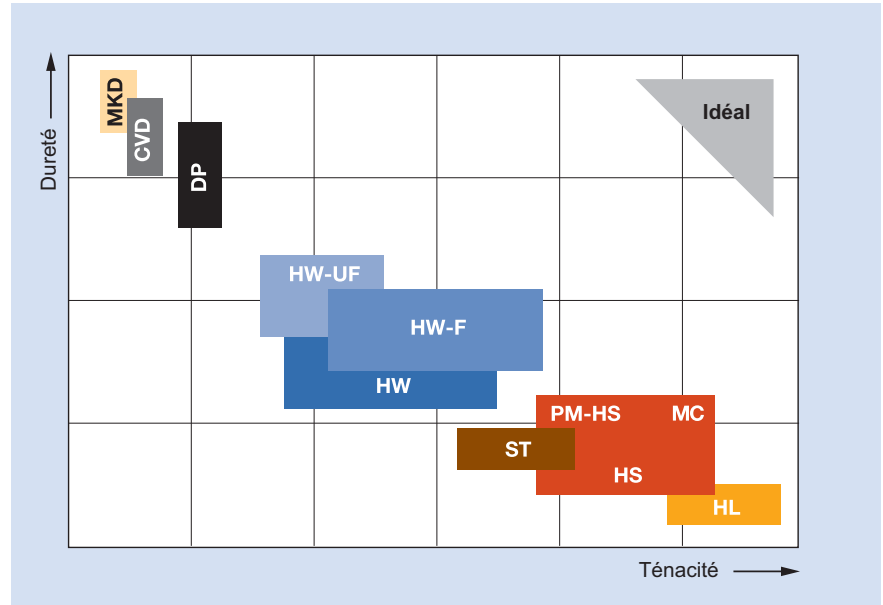 Dureté
MKD
CVD
DP
Idéal
HW-UF
HW-F
HW
PM-HS MC
ST
HS
HL
Ténacité